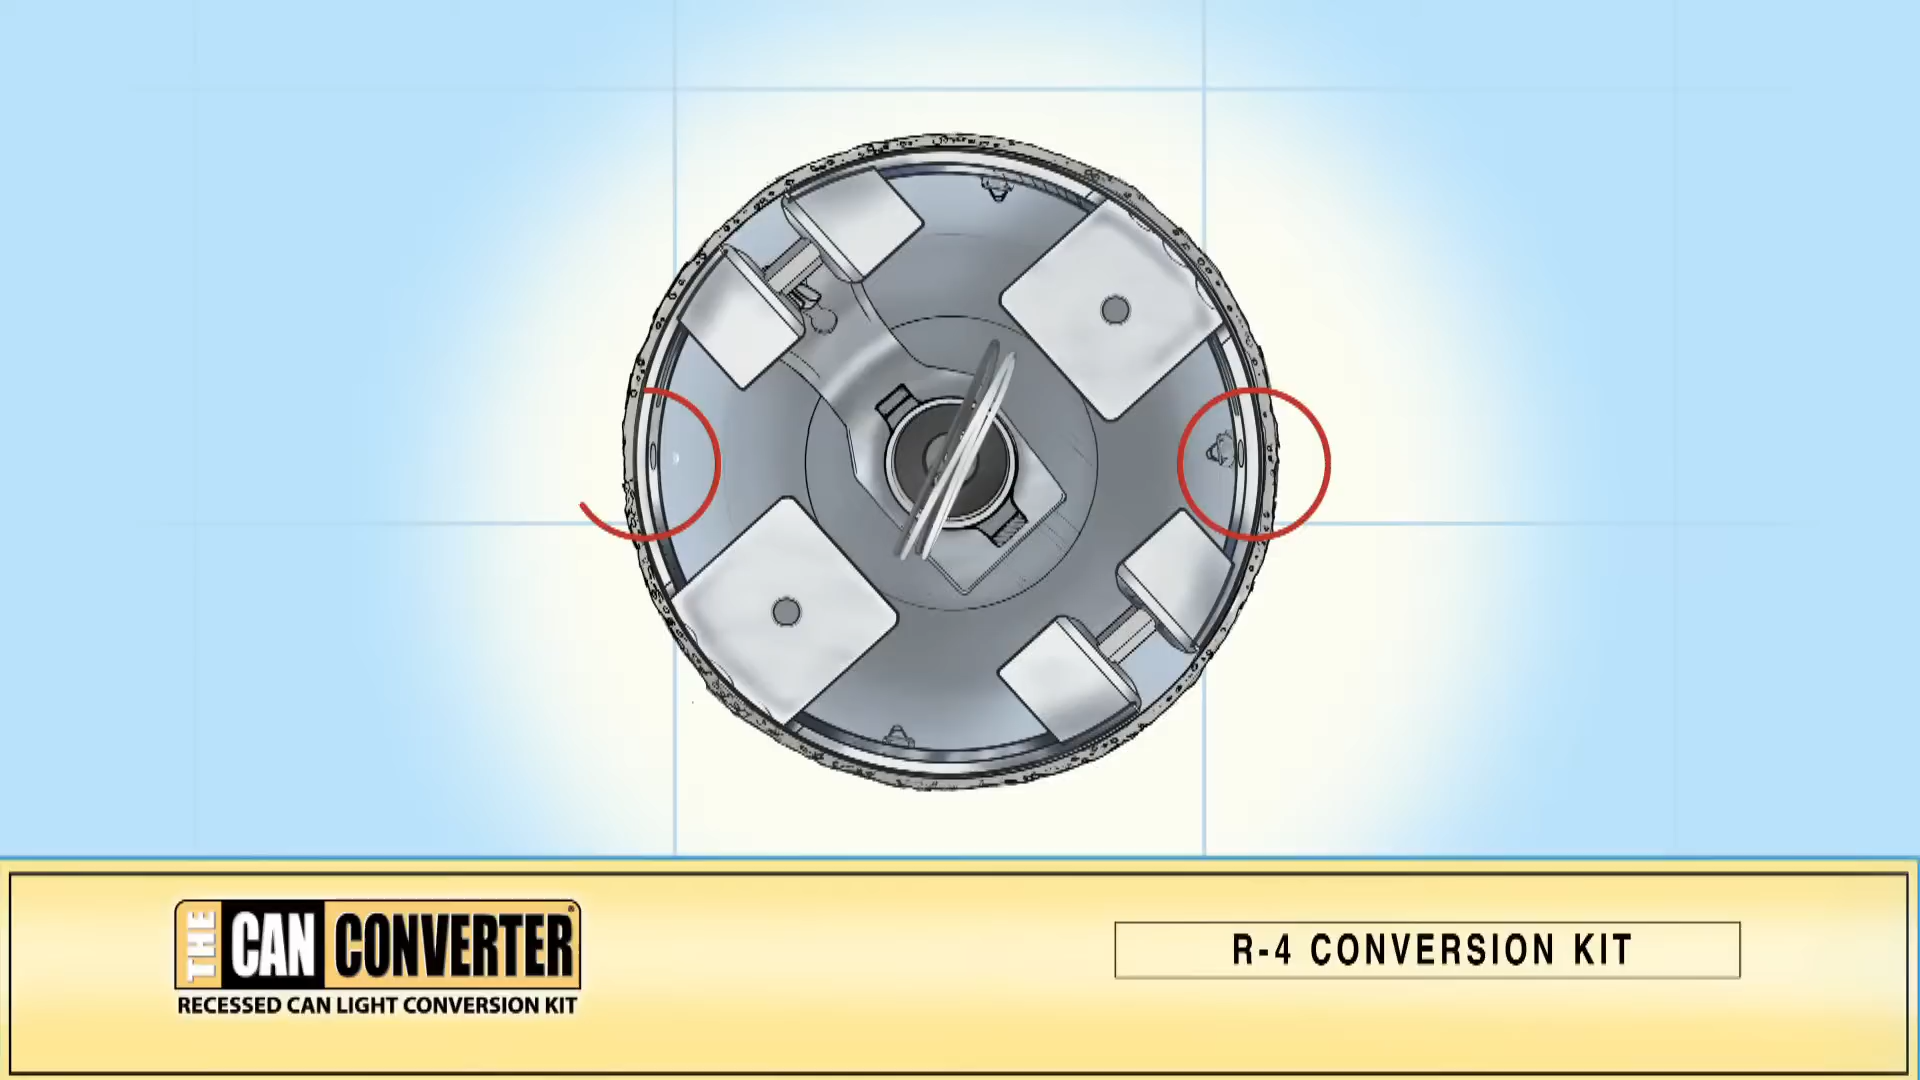 THE CAN CONVERTER®
RECESSED CAN LIGHT CONVERSION KIT
R-4 CONVERSION KIT